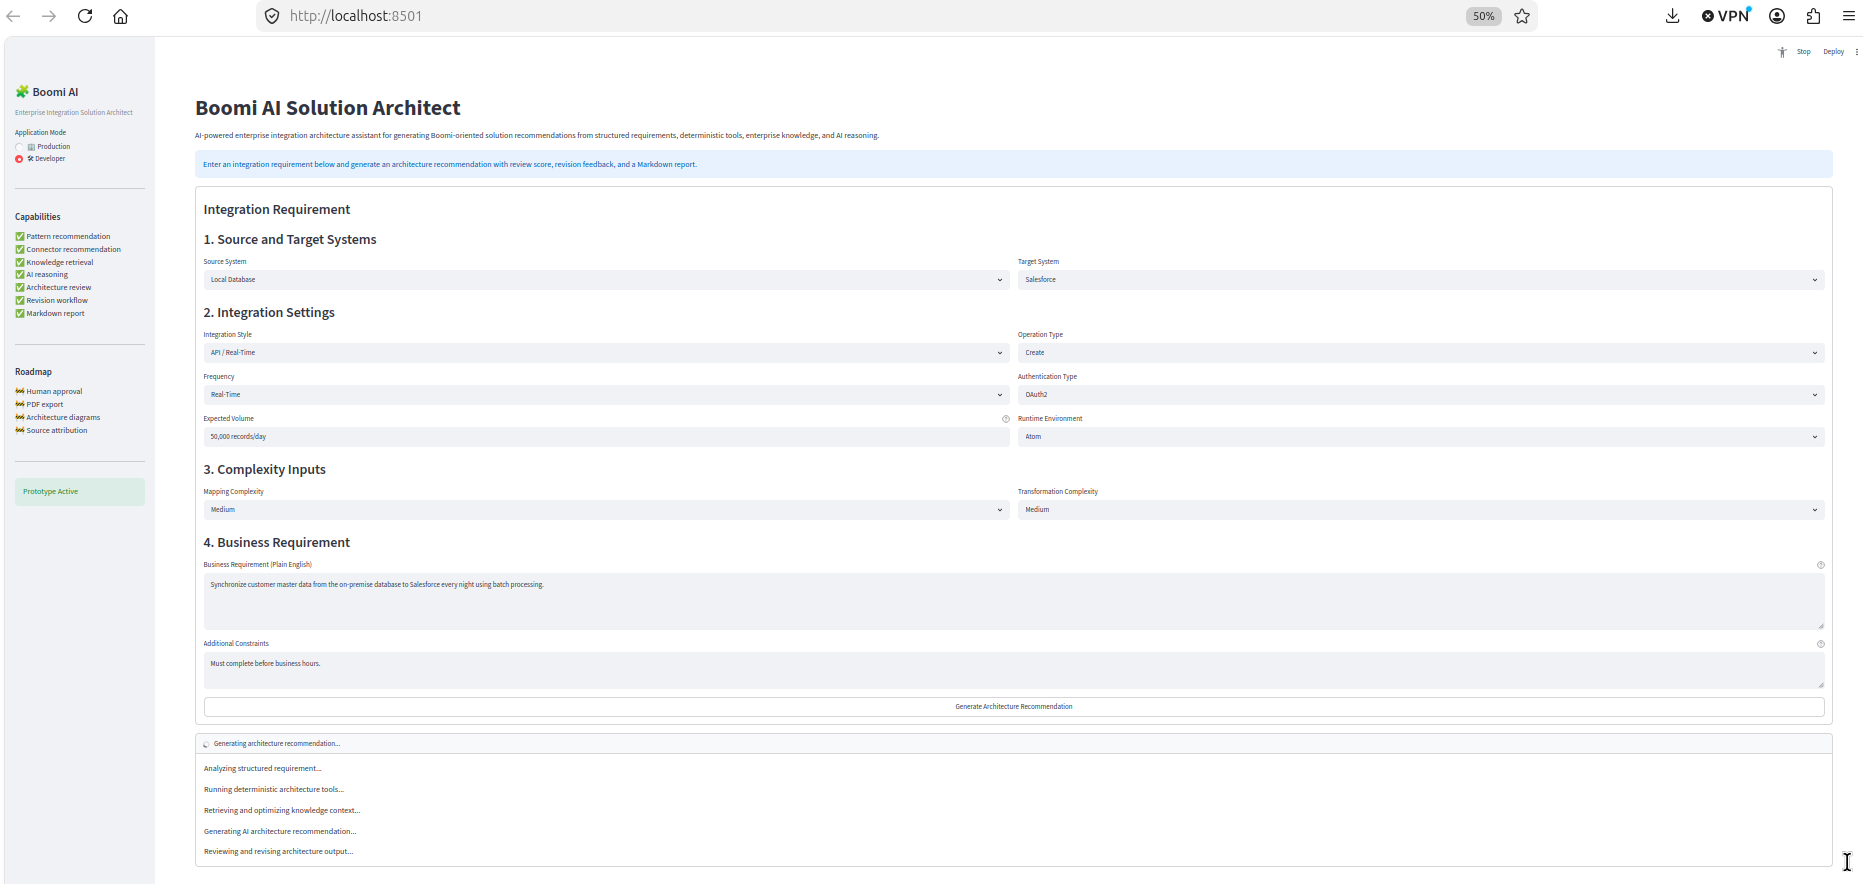 http://localhost:8501
50%
VPN
Stop
Deploy
Boomi AI
Enterprise Integration Solution Architect
Application Mode
Production
Developer
Capabilities
Pattern recommendation
Connector recommendation
Knowledge retrieval
AI reasoning
Architecture review
Revision workflow
Markdown report
Roadmap
Human approval
PDF export
Architecture diagrams
Source attribution
Prototype Active
Boomi AI Solution Architect
AI-powered enterprise integration architecture assistant for generating Boomi-oriented solution recommendations from structured requirements, deterministic tools, enterprise knowledge, and AI reasoning.
Enter an integration requirement below and generate an architecture recommendation with review score, revision feedback, and a Markdown report.
Integration Requirement
1. Source and Target Systems
Source System
Target System
Local Database
Salesforce
2. Integration Settings
Integration Style
Operation Type
API / Real-Time
Create
Frequency
Authentication Type
Real-Time
OAuth2
Expected Volume
Runtime Environment
50,000 records/day
Atom
3. Complexity Inputs
Mapping Complexity
Transformation Complexity
Medium
Medium
4. Business Requirement
Business Requirement (Plain English)
Synchronize customer master data from the on-premise database to Salesforce every night using batch processing.
Additional Constraints
Must complete before business hours.
Generate Architecture Recommendation
Generating architecture recommendation...
Analyzing structured requirement...
Running deterministic architecture tools...
Retrieving and optimizing knowledge context...
Generating AI architecture recommendation...
Reviewing and revising architecture output...